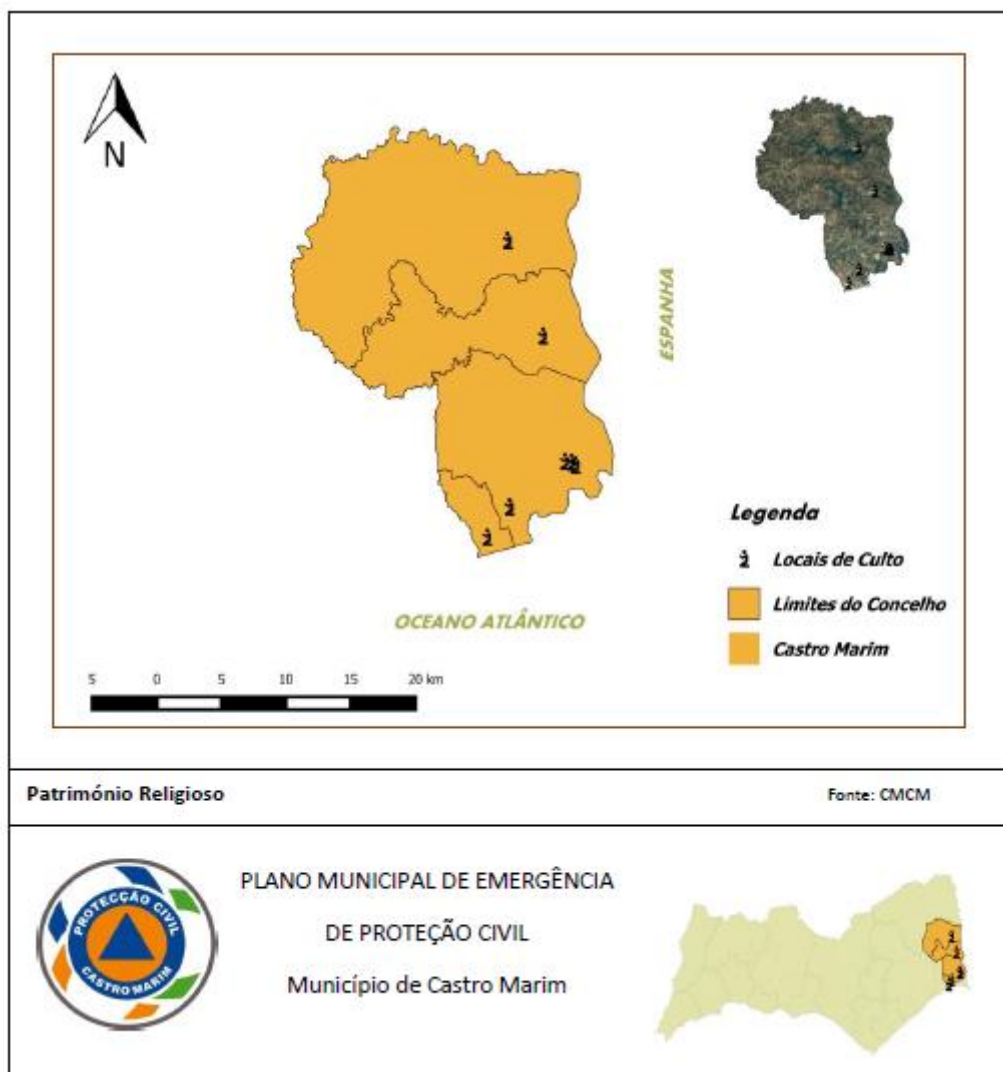 N
ESPANHA
OCEANO ATLÂNTICO
Legenda
Locais de Culto
Limites do Concelho
Castro Marim
5 0 5 10 15 20 km
Património Religioso
Fonte: CMCM
PROTECÇÃO CIVIL
CASTRO MARIM
PLANO MUNICIPAL DE EMERGÊNCIA
DE PROTEÇÃO CIVIL
Município de Castro Marim